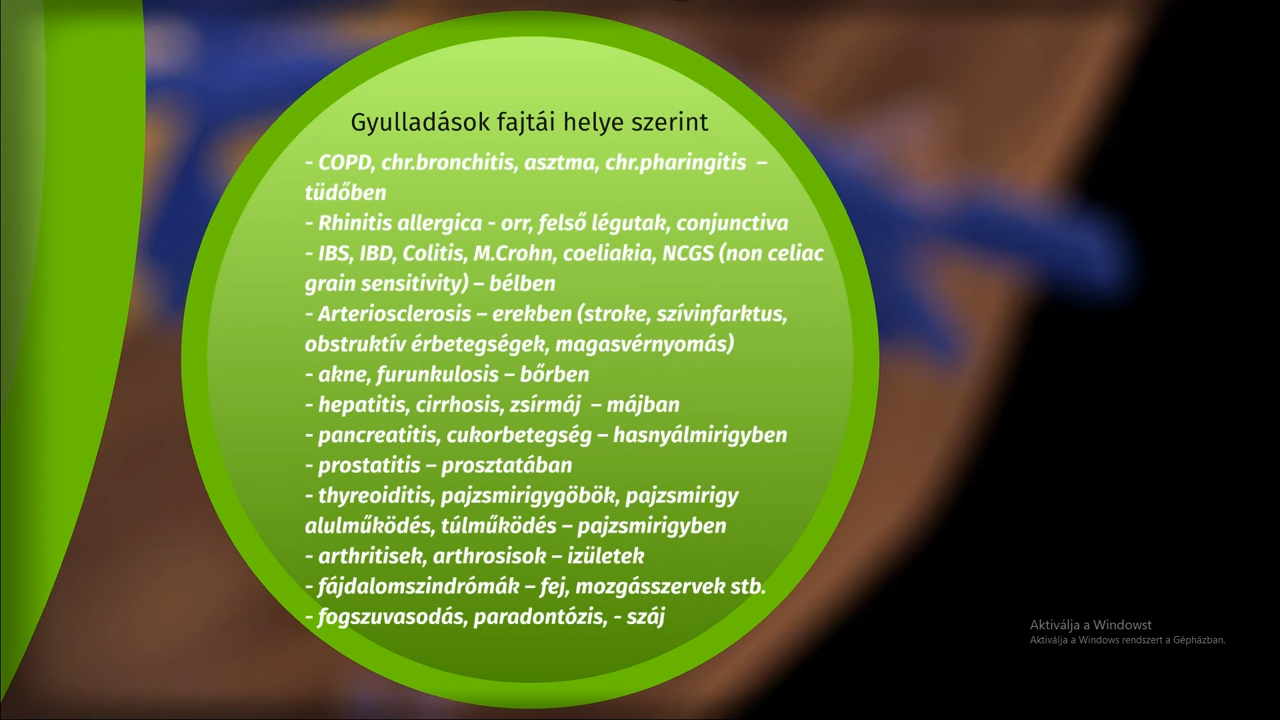 Gyulladások fajtái helye szerint
- COPD, chr.bronchitis, asztma, chr.pharingitis –
tüdőben
- Rhinitis allergica - orr, felső légutak, conjunctiva
- IBS, IBD, Colitis, M.Crohn, coeliakia, NCGS (non celiac
grain sensitivity) – bélben
- Arteriosclerosis – erekben (stroke, szívinfarktus,
obstruktív érbetegségek, magasvérnyomás)
- akne, furunkulosis – bőrben
- hepatitis, cirrhosis, zsírmáj – májban
- pancreatitis, cukorbetegség – hasnyálmirigyben
- prostatitis – prosztatában
- thyreoiditis, pajzsmirigygöbök, pajzsmirigy
alulműködés, túlműködés – pajzsmirigyben
- arthritisek, arthrosisok – izületek
- fájdalomszindrómák – fej, mozgásszervek stb.
- fogszuvasodás, paradontózis, - száj
Aktiválja a Windowst
Aktiválja a Windows rendszert a Gépházban.